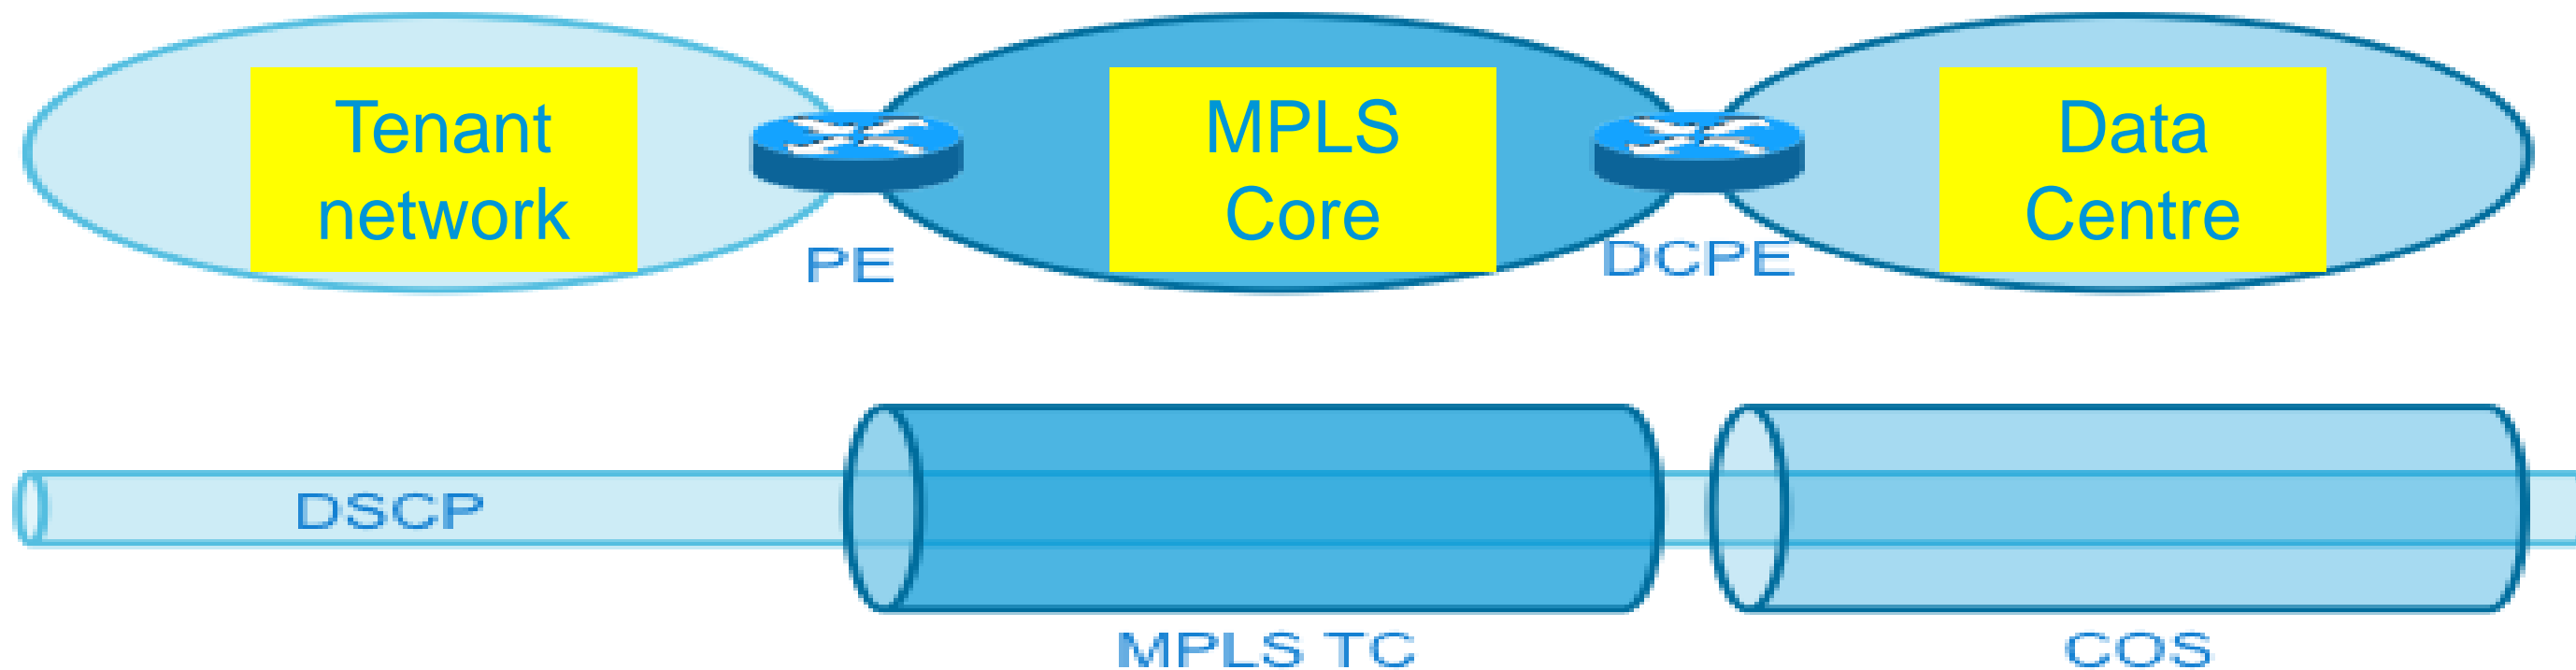 Tenant
network
MPLS
Core
Data
Centre
PE
DCPE
DSCP
MPLS TC
COS